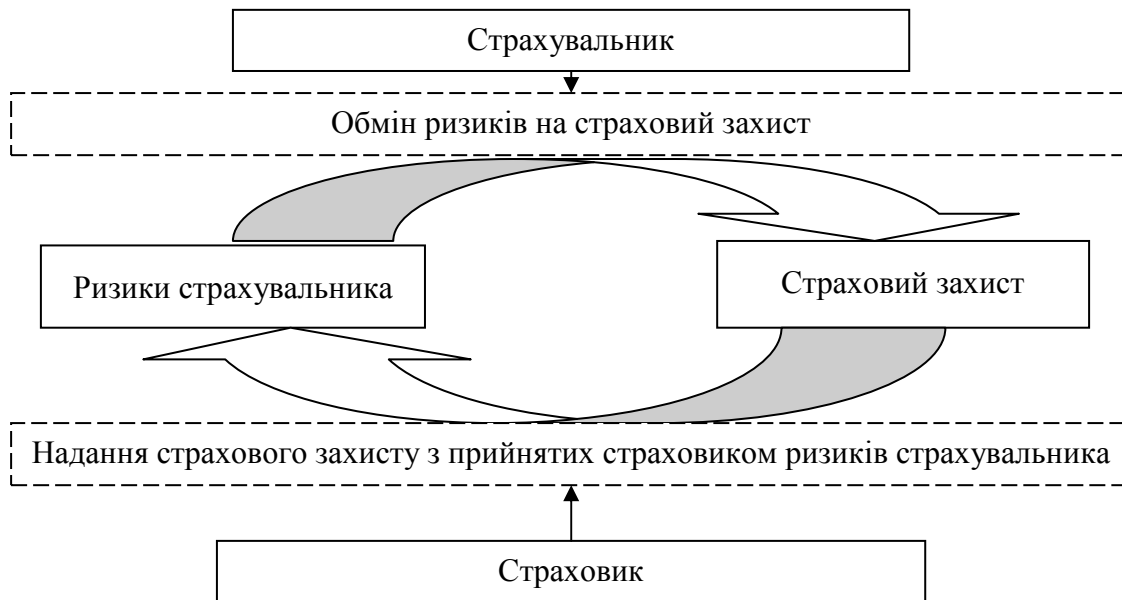 Страхувальник
Обмін ризиків на страховий захист
Ризики страхувальника
Страховий захист
Надання страхового захисту з прийнятих страховиком ризиків страхувальника
Страховик